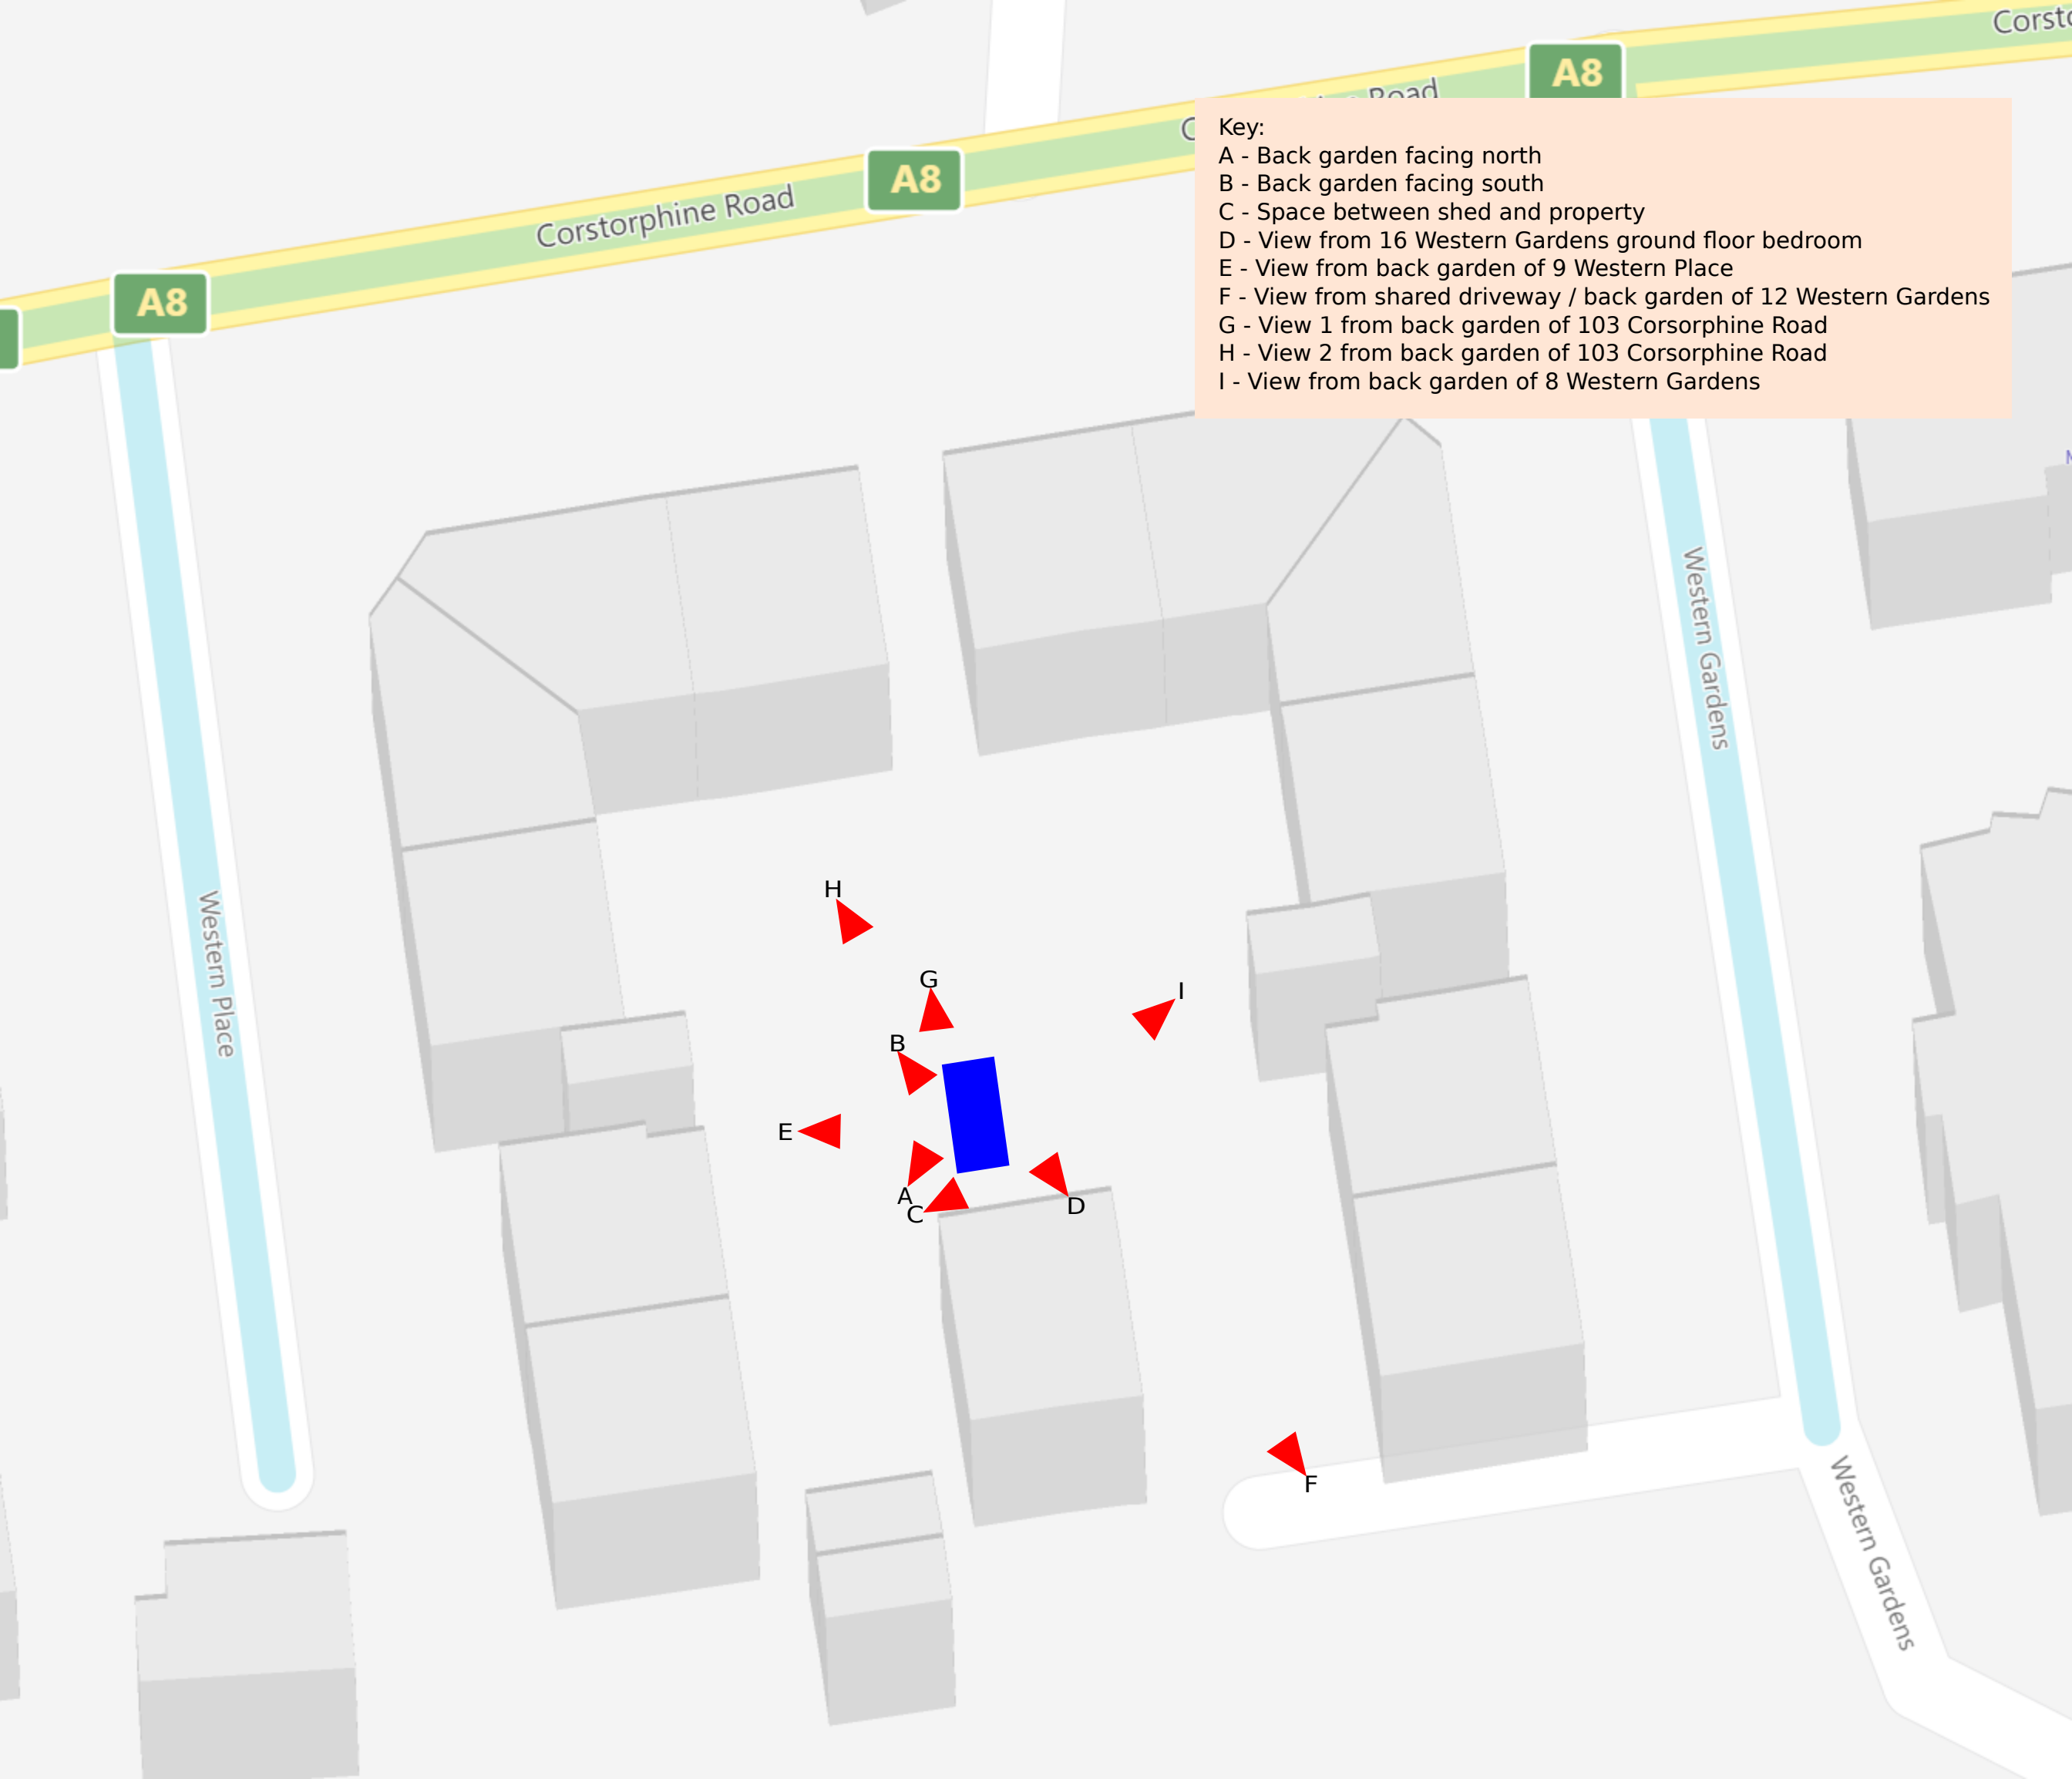 Corsto
A8
ine Road
A8
Corstorphine Road
C
A8
Key:
A - Back garden facing north
B - Back garden facing south
C - Space between shed and property
D - View from 16 Western Gardens ground floor bedroom
E - View from back garden of 9 Western Place
F - View from shared driveway / back garden of 12 Western Gardens
G - View 1 from back garden of 103 Corsorphine Road
H - View 2 from back garden of 103 Corsorphine Road
I - View from back garden of 8 Western Gardens
M
Western Gardens
Western Place
H
G
I
B
E
A
C
D
F
Western Gardens